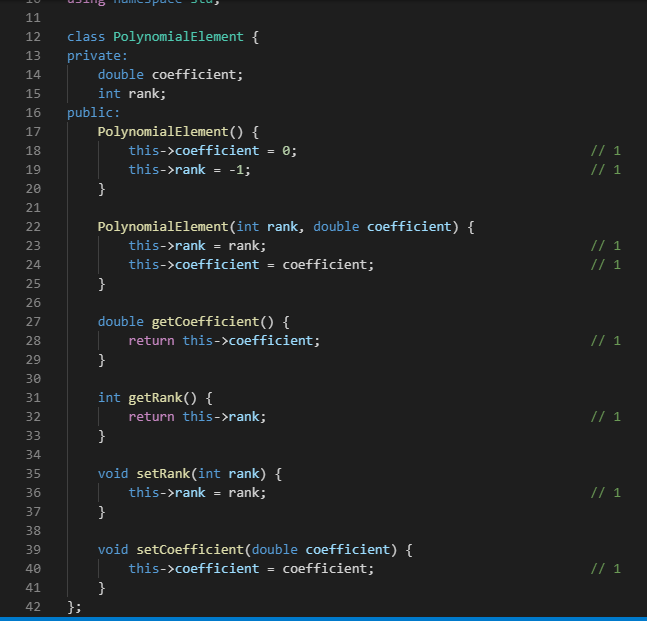 10 using namespace std;
11
12 class PolynomialElement {
13 private:
14 double coefficient;
15 int rank;
16 public:
17 PolynomialElement() {
18 this->coefficient = 0; // 1
19 this->rank = -1; // 1
20 }
21
22 PolynomialElement(int rank, double coefficient) {
23 this->rank = rank; // 1
24 this->coefficient = coefficient; // 1
25 }
26
27 double getCoefficient() {
28 return this->coefficient; // 1
29 }
30
31 int getRank() {
32 return this->rank; // 1
33 }
34
35 void setRank(int rank) {
36 this->rank = rank; // 1
37 }
38
39 void setCoefficient(double coefficient) {
40 this->coefficient = coefficient; // 1
41 }
42 };